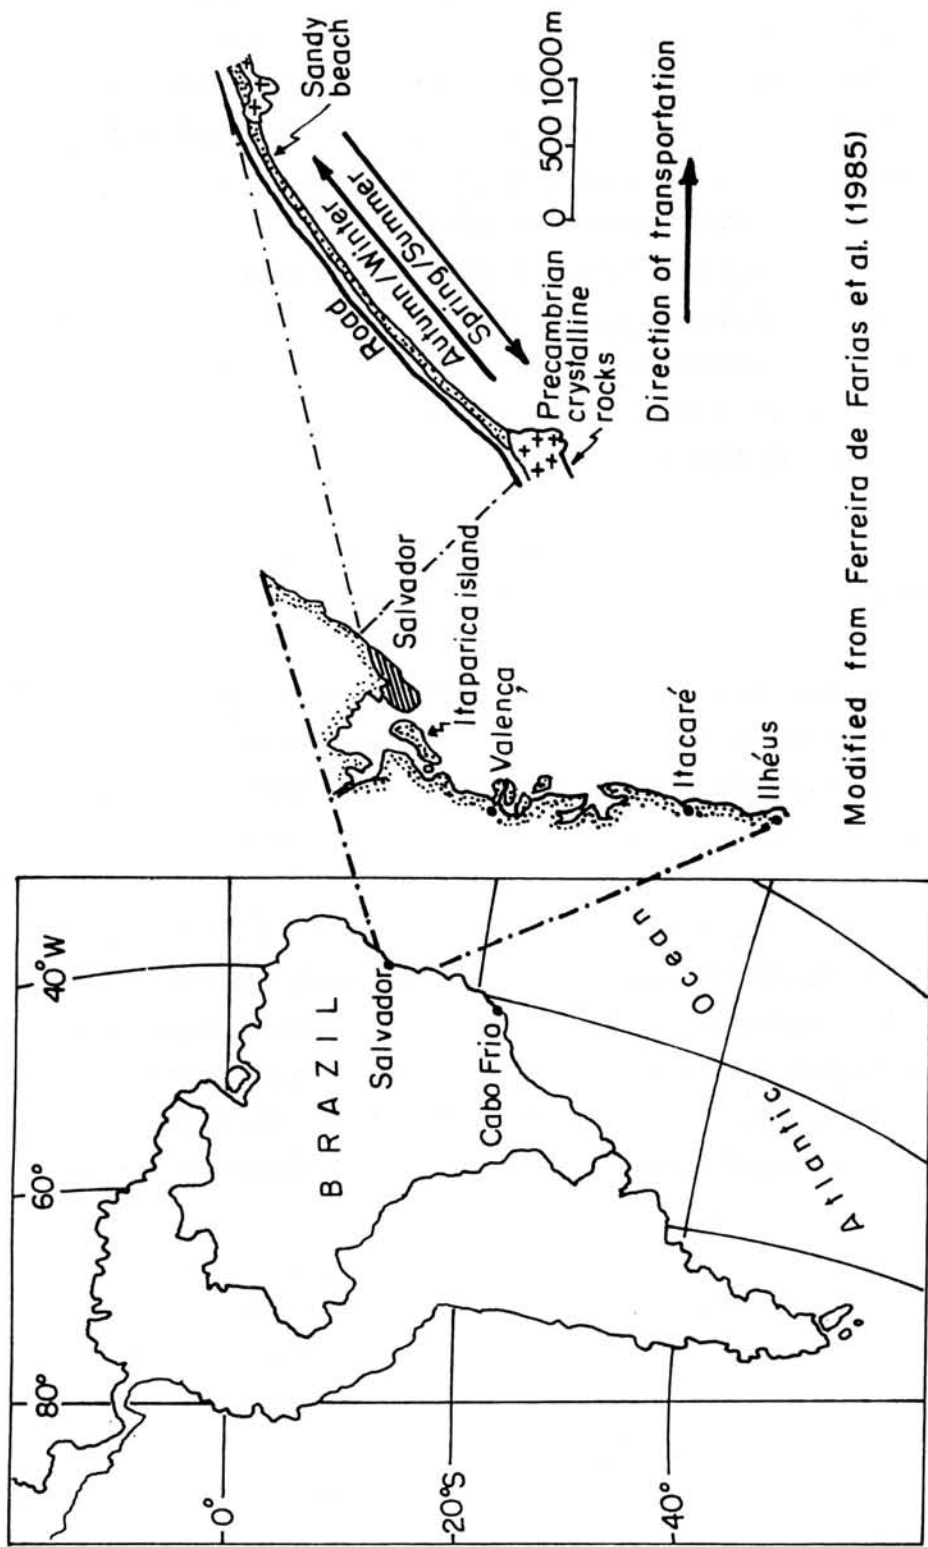 80°
60°
40°W
0°
20°S
40°
BRAZIL
Salvador
Cabo Frio
Atlantic
Ocean
Salvador
Itaparica island
Valença
Itacaré
Ilhéus
Road
Autumn/Winter
Spring/Summer
Sandy
beach
Precambrian
crystalline
rocks
0 500 1000m
Direction of transportation
Modified from Ferreira de Farias et al. (1985)